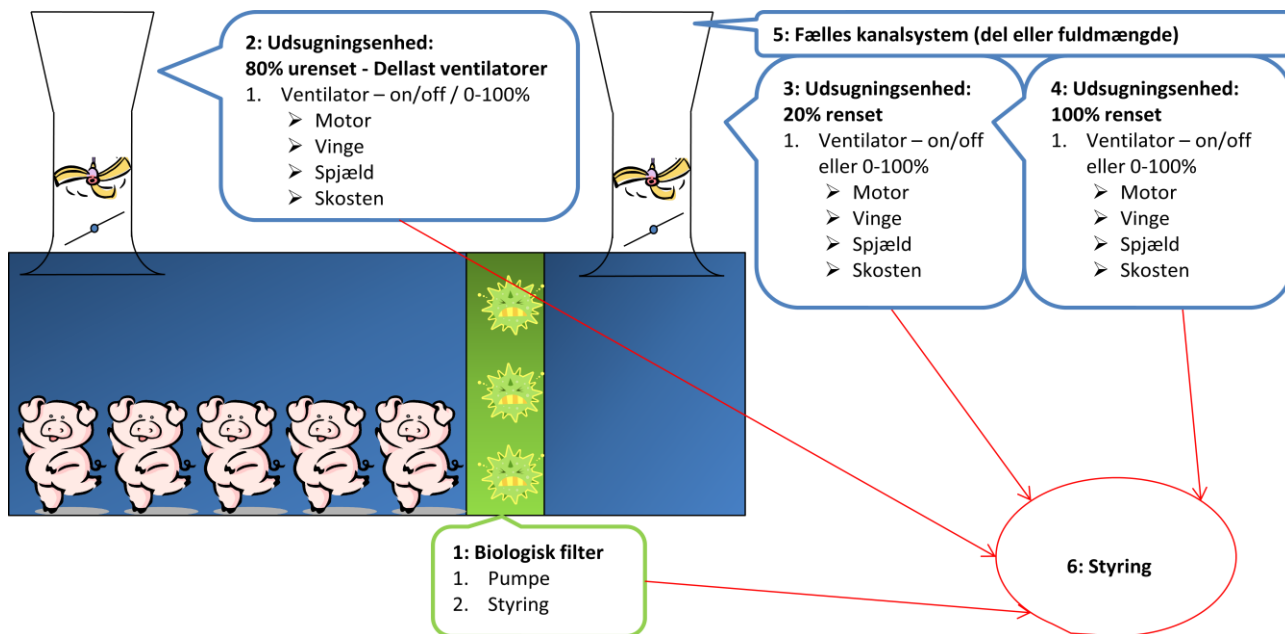 2: Udsugningsenhed:
80% urenset - Dellast ventilatorer
1. Ventilator – on/off / 0-100%
➢ Motor
➢ Vinge
➢ Spjæld
➢ Skosten
5: Fælles kanalsystem (del eller fuldmængde)
3: Udsugningsenhed:
20% renset
1. Ventilator – on/off
eller 0-100%
➢ Motor
➢ Vinge
➢ Spjæld
➢ Skosten
4: Udsugningsenhed:
100% renset
1. Ventilator – on/off
eller 0-100%
➢ Motor
➢ Vinge
➢ Spjæld
➢ Skosten
1: Biologisk filter
1. Pumpe
2. Styring
6: Styring